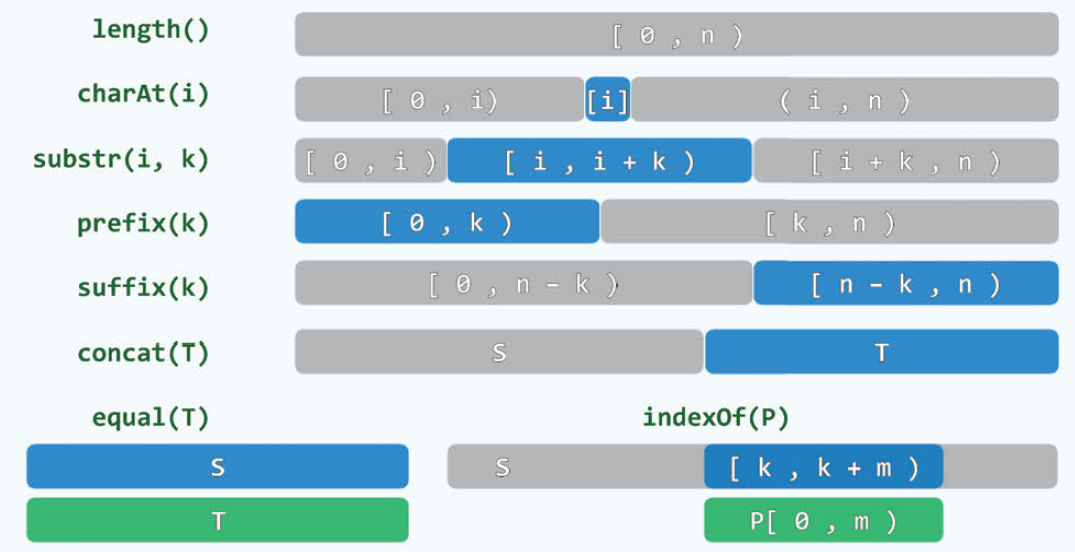 length() [ 0 , n )
charAt(i) [ 0 , i) [i] ( i , n )
substr(i, k) [ 0 , i ) [ i , i + k ) [ i + k , n )
prefix(k) [ 0 , k ) [ k , n )
suffix(k) [ 0 , n − k ) [ n − k , n )
concat(T) S T
equal(T) indexOf(P)
S S [ k , k + m )
T P[ 0 , m )